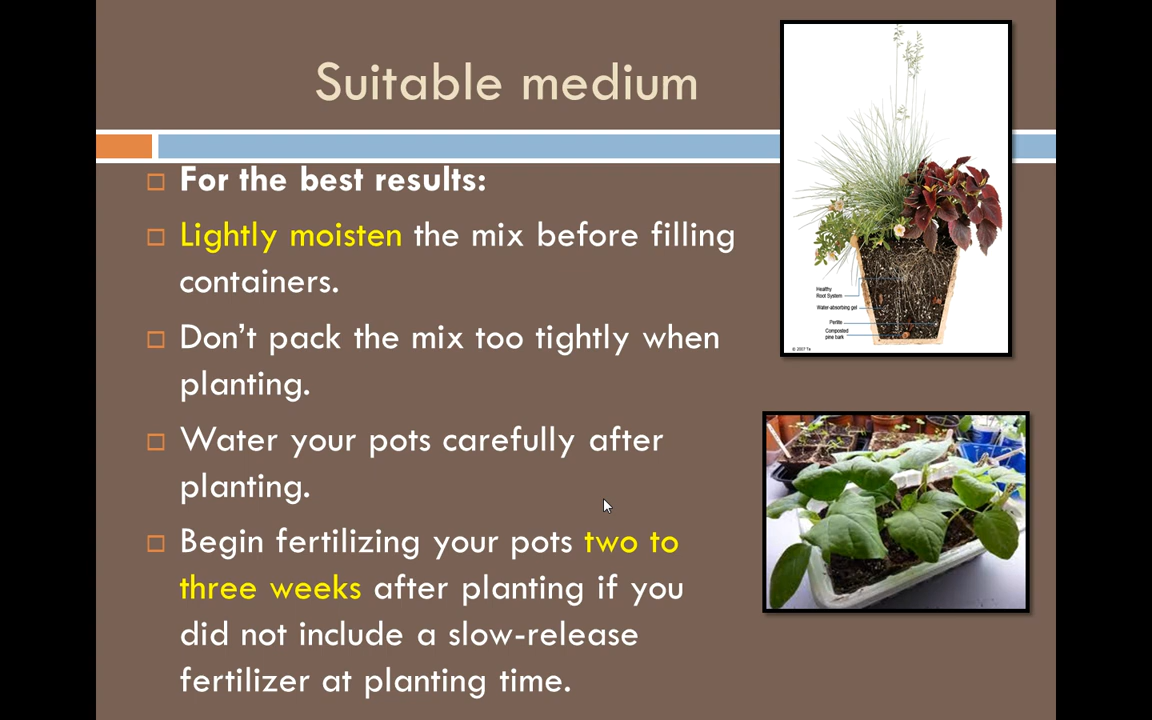 Suitable medium
For the best results:
Lightly moisten the mix before filling
containers.
Don't pack the mix too tightly when
planting.
Water your pots carefully after
planting.
Begin fertilizing your pots two to
three weeks after planting if you
did not include a slow-release
fertilizer at planting time.
Healthy
Root System
Water-absorbing gel
Perlite
Composted
pine bark
© 2007